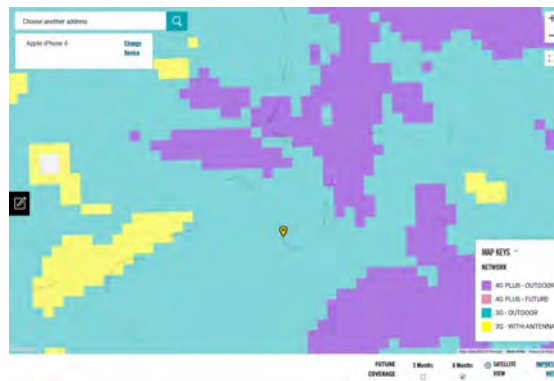 Choose another address
Apple iPhone 6
Change
Device
MAP KEYS
NETWORK
4G PLUS - OUTDOOR
4G PLUS - FUTURE
3G - OUTDOOR
3G - WITH ANTENNA
FUTURE
COVERAGE
3 Months
6 Months
SATELLITE
VIEW